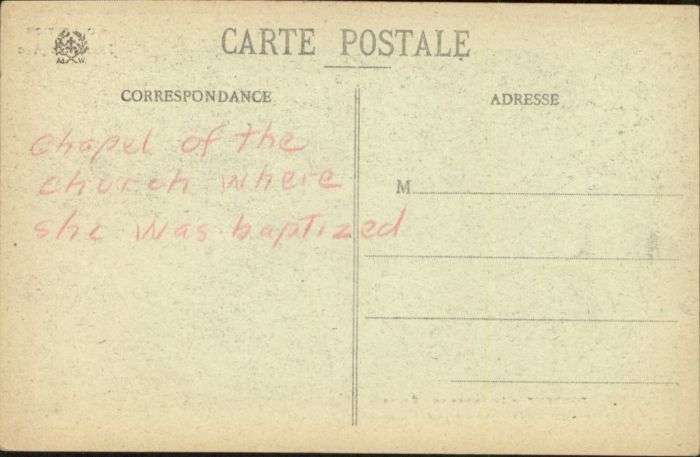 A. W.
CARTE POSTALE
CORRESPONDANCE
ADRESSE
chapel of the
church where
she was baptized
M